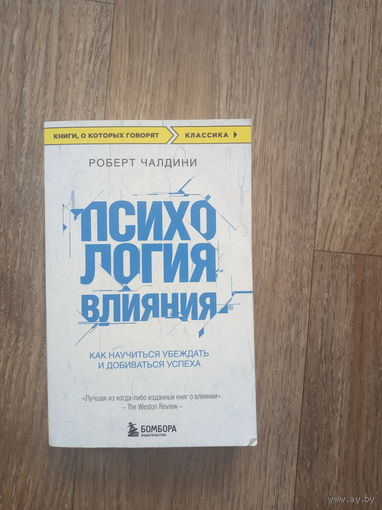 КНИГИ, О КОТОРЫХ ГОВОРЯТ КЛАССИКА
РОБЕРТ ЧАЛДИНИ
ПСИХО
ЛОГИЯ
ВЛИЯНИЯ
КАК НАУЧИТЬСЯ УБЕЖДАТЬ
И ДОБИВАТЬСЯ УСПЕХА
«Лучшая из когда-либо изданных книг о влиянии».
– The Weston Review –
БОМБОРА
ИЗДАТЕЛЬСТВО
www.ay.by